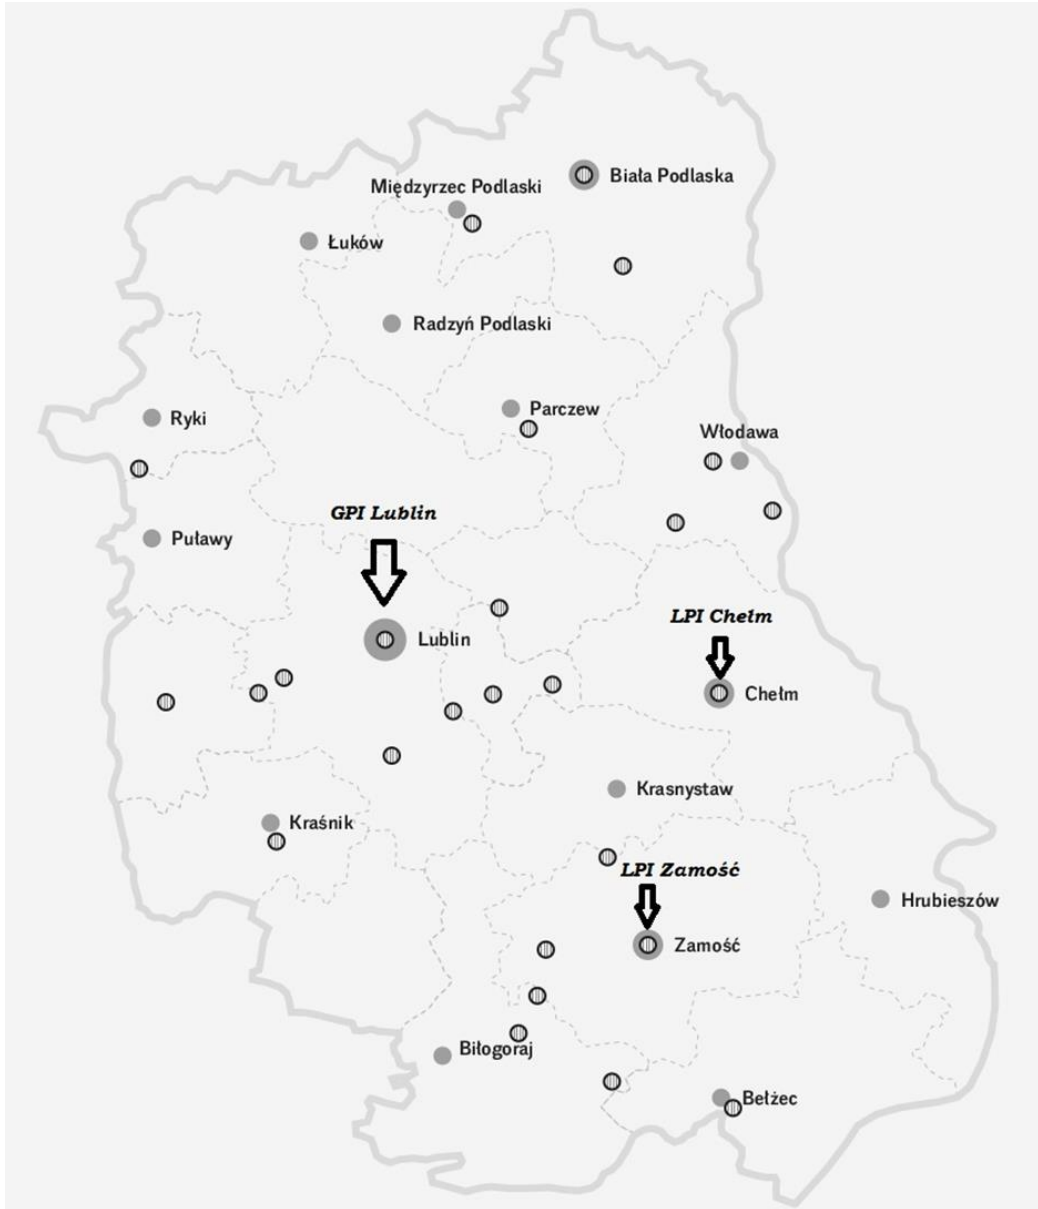 Biała Podlaska
Międzyrzec Podlaski
Łuków
Radzyń Podlaski
Parczew
Ryki
Włodawa
GPI Lublin
Puławy
LPI Chełm
Lublin
Chełm
Krasnystaw
Kraśnik
LPI Zamość
Hrubieszów
Zamość
Biłogoraj
Bełżec